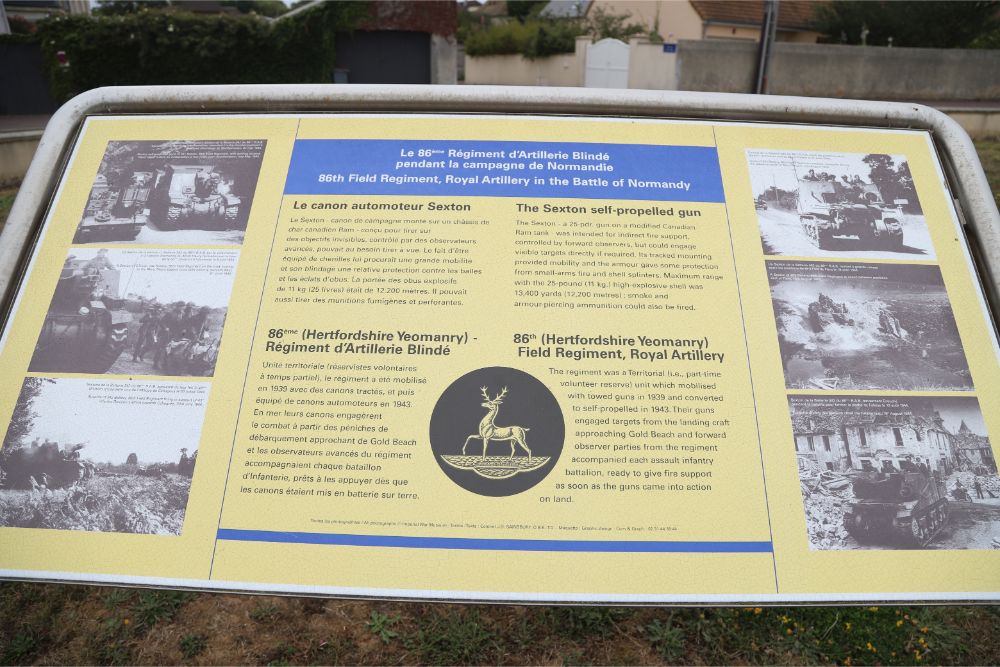 Le 86ème Régiment d'Artillerie Blindé
pendant la campagne de Normandie
86th Field Regiment, Royal Artillery in the Battle of Normandy
Le canon automoteur Sexton
Le Sexton - canon de campagne monté sur un châssis de
char canadien Ram - conçu pour tirer sur
des objectifs invisibles, contrôlé par des observateurs
avancés, pouvait au besoin tirer à vue. Le fait d'être
équipé de chenilles lui procurait une grande mobilité
et son blindage une relative protection contre les balles
et les éclats d'obus. La portée des obus explosifs
de 11 kg (25 livres) était de 12.200 mètres. Il pouvait
aussi tirer des munitions fumigènes et perforantes.
The Sexton self-propelled gun
The Sexton - a 25-pdr. gun on a modified Canadian
Ram tank - was intended for indirect fire support,
controlled by forward observers, but could engage
visible targets directly if required. Its tracked mounting
provided mobility and the armour gave some protection
from small-arms fire and shell splinters. Maximum range
with the 25-pound (11 kg.) high-explosive shell was
13,400 yards (12,200 metres) ; smoke and
armour-piercing ammunition could also be fired.
86ème (Hertfordshire Yeomanry) -
Régiment d'Artillerie Blindé
Unité territoriale (réservistes volontaires
à temps partiel), le régiment a été mobilisé
en 1939 avec des canons tractés, et puis
équipé de canons automoteurs en 1943.
En mer leurs canons engagèrent
le combat à partir des péniches de
débarquement approchant de Gold Beach
et les observateurs avancés du régiment
accompagnaient chaque bataillon
d'Infanterie, prêts à les appuyer dès que
les canons étaient mis en batterie sur terre.
86th (Hertfordshire Yeomanry)
Field Regiment, Royal Artillery
The regiment was a Territorial (i.e., part-time
volunteer reserve) unit which mobilised
with towed guns in 1939 and converted
to self-propelled in 1943. Their guns
engaged targets from the landing craft
approaching Gold Beach and forward
observer parties from the regiment
accompanied each assault infantry
battalion, ready to give fire support
as soon as the guns came into action
on land.